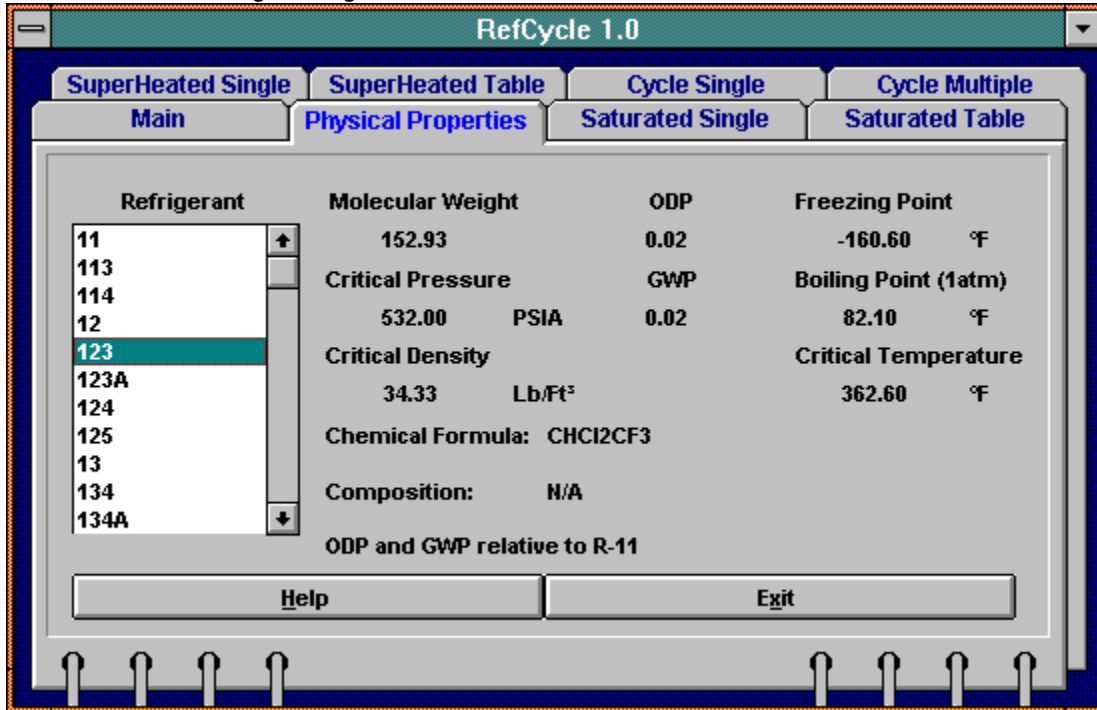 RefCycle 1.0
SuperHeated Single SuperHeated Table Cycle Single Cycle Multiple
Main Physical Properties Saturated Single Saturated Table
Refrigerant Molecular Weight ODP Freezing Point
11 152.93 0.02 -160.60 °F
113 Critical Pressure GWP Boiling Point (1atm)
114
12 532.00 PSIA 0.02 82.10 °F
123 Critical Density Critical Temperature
123A
124 34.33 Lb/Ft³ 362.60 °F
125 Chemical Formula: CHCl2CF3
13
134 Composition: N/A
134A
ODP and GWP relative to R-11
Help Exit